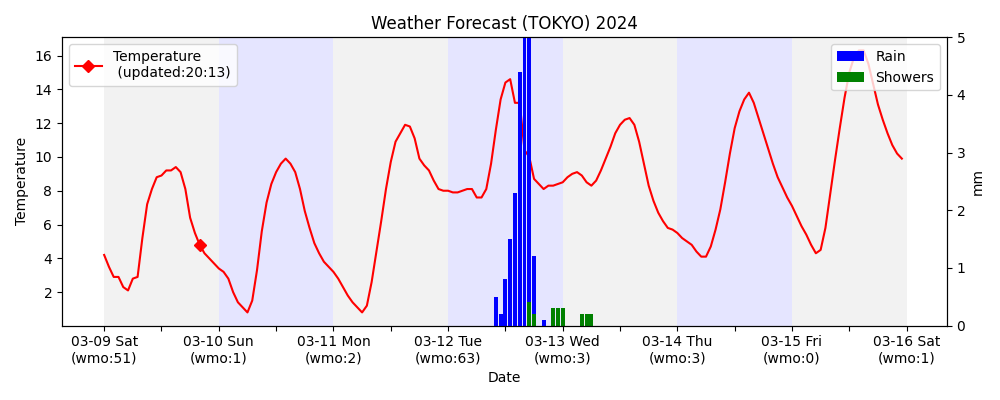 Weather Forecast (TOKYO) 2024
Temperature
(updated:20:13)
Rain
Showers
Temperature
16
14
12
10
8
6
4
2
5
4
3
2
1
0
mm
03-09 Sat 03-10 Sun 03-11 Mon 03-12 Tue 03-13 Wed 03-14 Thu 03-15 Fri 03-16 Sat
(wmo:51) (wmo:1) (wmo:2) (wmo:63) (wmo:3) (wmo:3) (wmo:0) (wmo:1)
Date